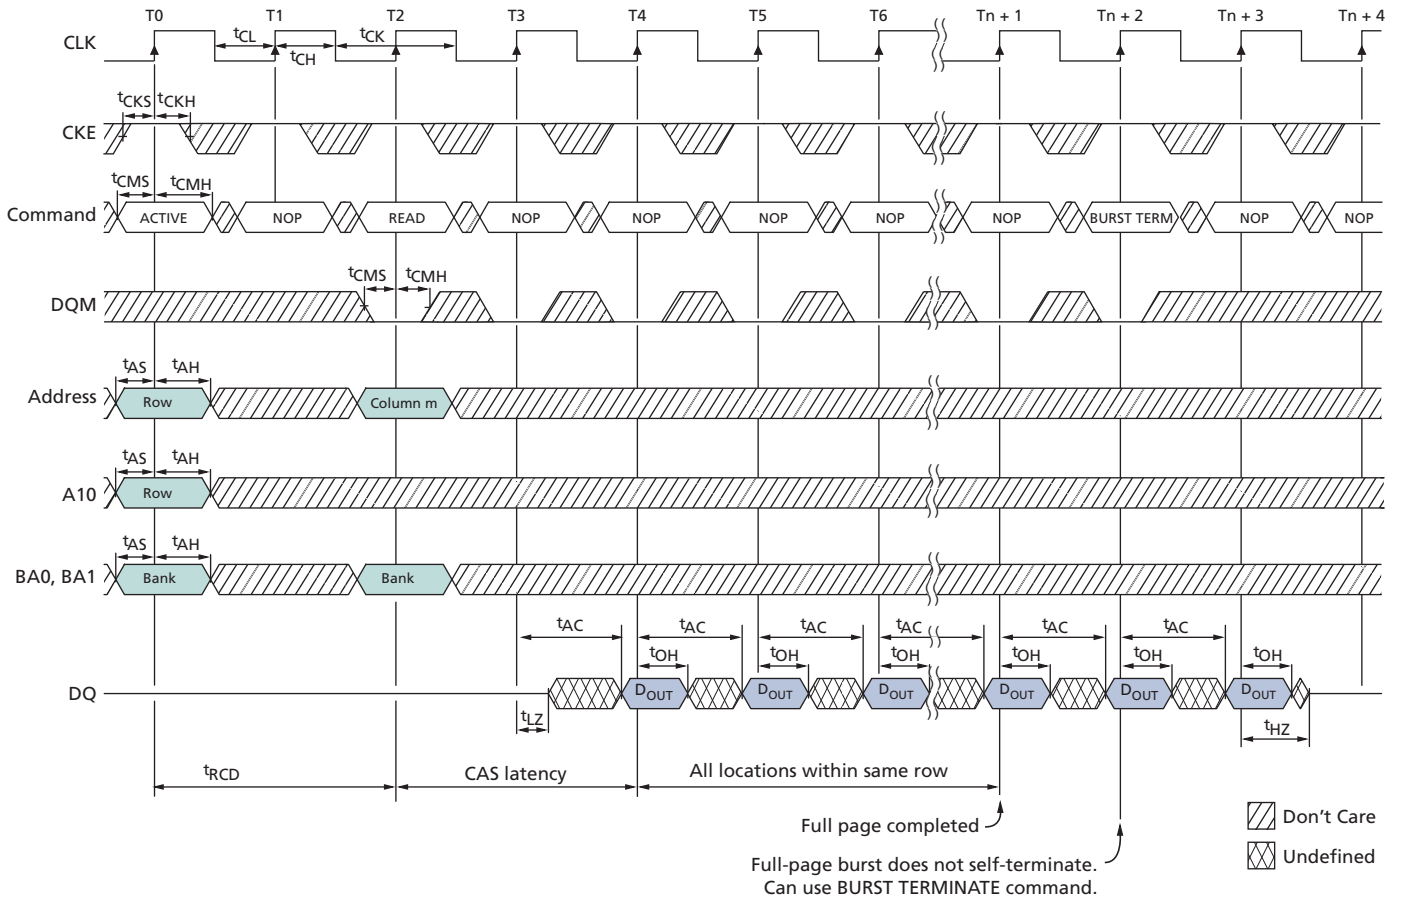 T0 T1 T2 T3 T4 T5 T6 Tn + 1 Tn + 2 Tn + 3 Tn + 4
CLK tCL tCH tCK
tCKS tCKH
CKE
tCMS tCMH
Command ACTIVE NOP READ NOP NOP NOP NOP NOP BURST TERM NOP NOP
tCMS tCMH
DQM
tAS tAH
Address Row Column m
tAS tAH
A10 Row
tAS tAH
BA0, BA1 Bank Bank
tAC tAC tAC tAC tAC tAC
tOH tOH tOH tOH tOH tOH
DQ DOUT DOUT DOUT DOUT DOUT DOUT
tLZ tHZ
tRCD CAS latency All locations within same row
Full page completed
Full-page burst does not self-terminate.
Can use BURST TERMINATE command.
Don't Care
Undefined